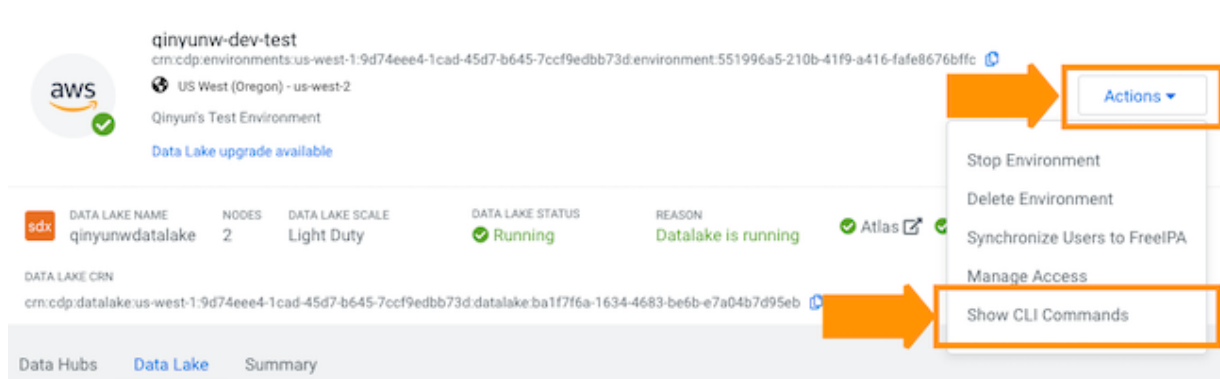 qinyunw-dev-test
crn:cdp:environments:us-west-1:9d74eee4-1cad-45d7-b645-7ccf9edbb73d:environment:551996a5-210b-41f9-a416-fafe8676bffc
aws
US West (Oregon) - us-west-2
Qinyun's Test Environment
Data Lake upgrade available
Actions
Stop Environment
Delete Environment
Synchronize Users to FreeIPA
Manage Access
Show CLI Commands
sdx
DATA LAKE NAME
qinyunwdatalake
NODES
2
DATA LAKE SCALE
Light Duty
DATA LAKE STATUS
Running
REASON
Datalake is running
Atlas
DATA LAKE CRN
crn:cdp:datalake:us-west-1:9d74eee4-1cad-45d7-b645-7ccf9edbb73d:datalake:ba1f7f6a-1634-4683-be6b-e7a04b7d95eb
Data Hubs Data Lake Summary